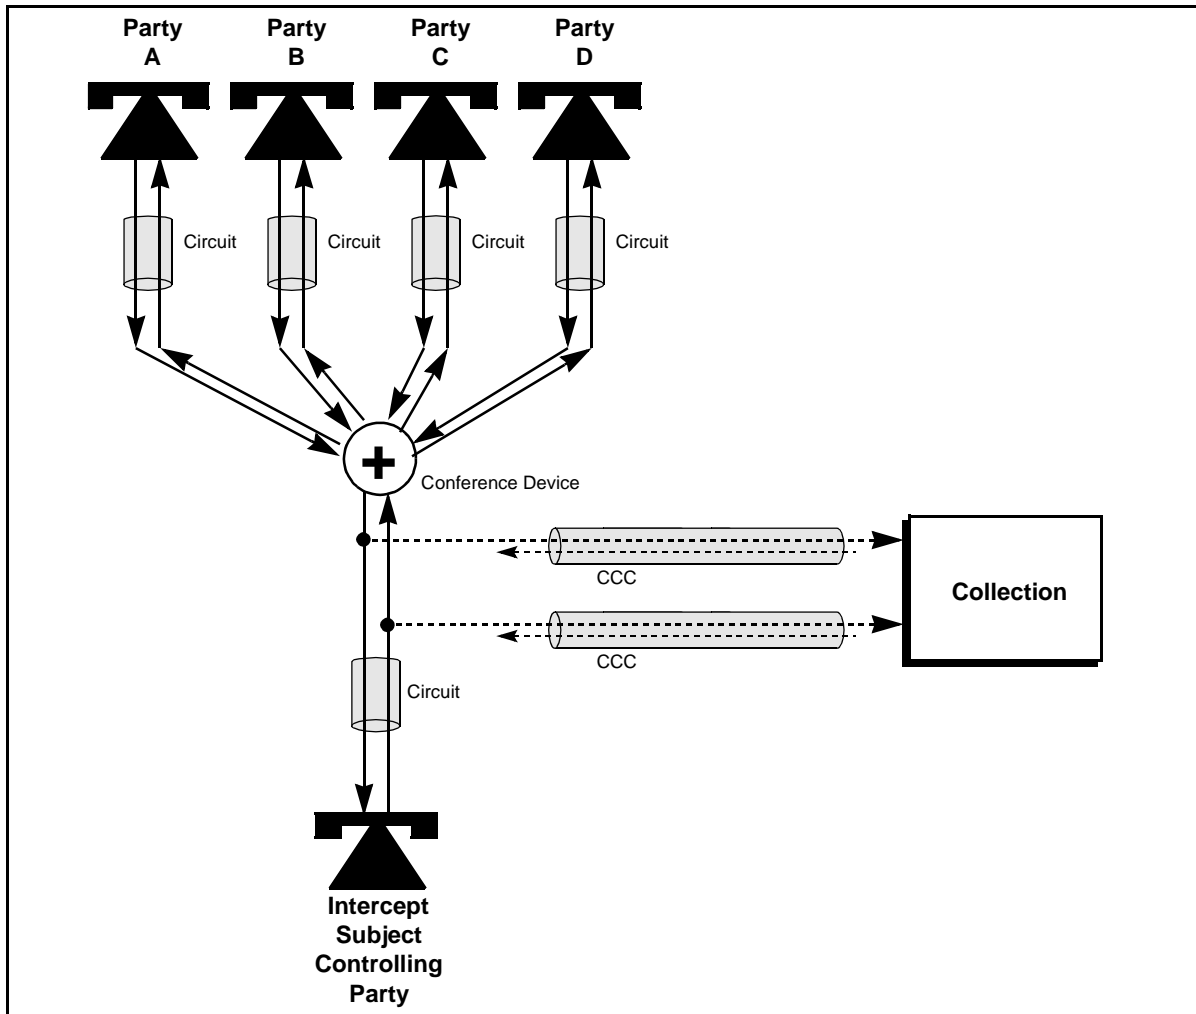 Party
A
Party
B
Party
C
Party
D
Circuit
Circuit
Circuit
Circuit
+
Conference Device
CCC
Collection
CCC
Circuit
Intercept
Subject
Controlling
Party